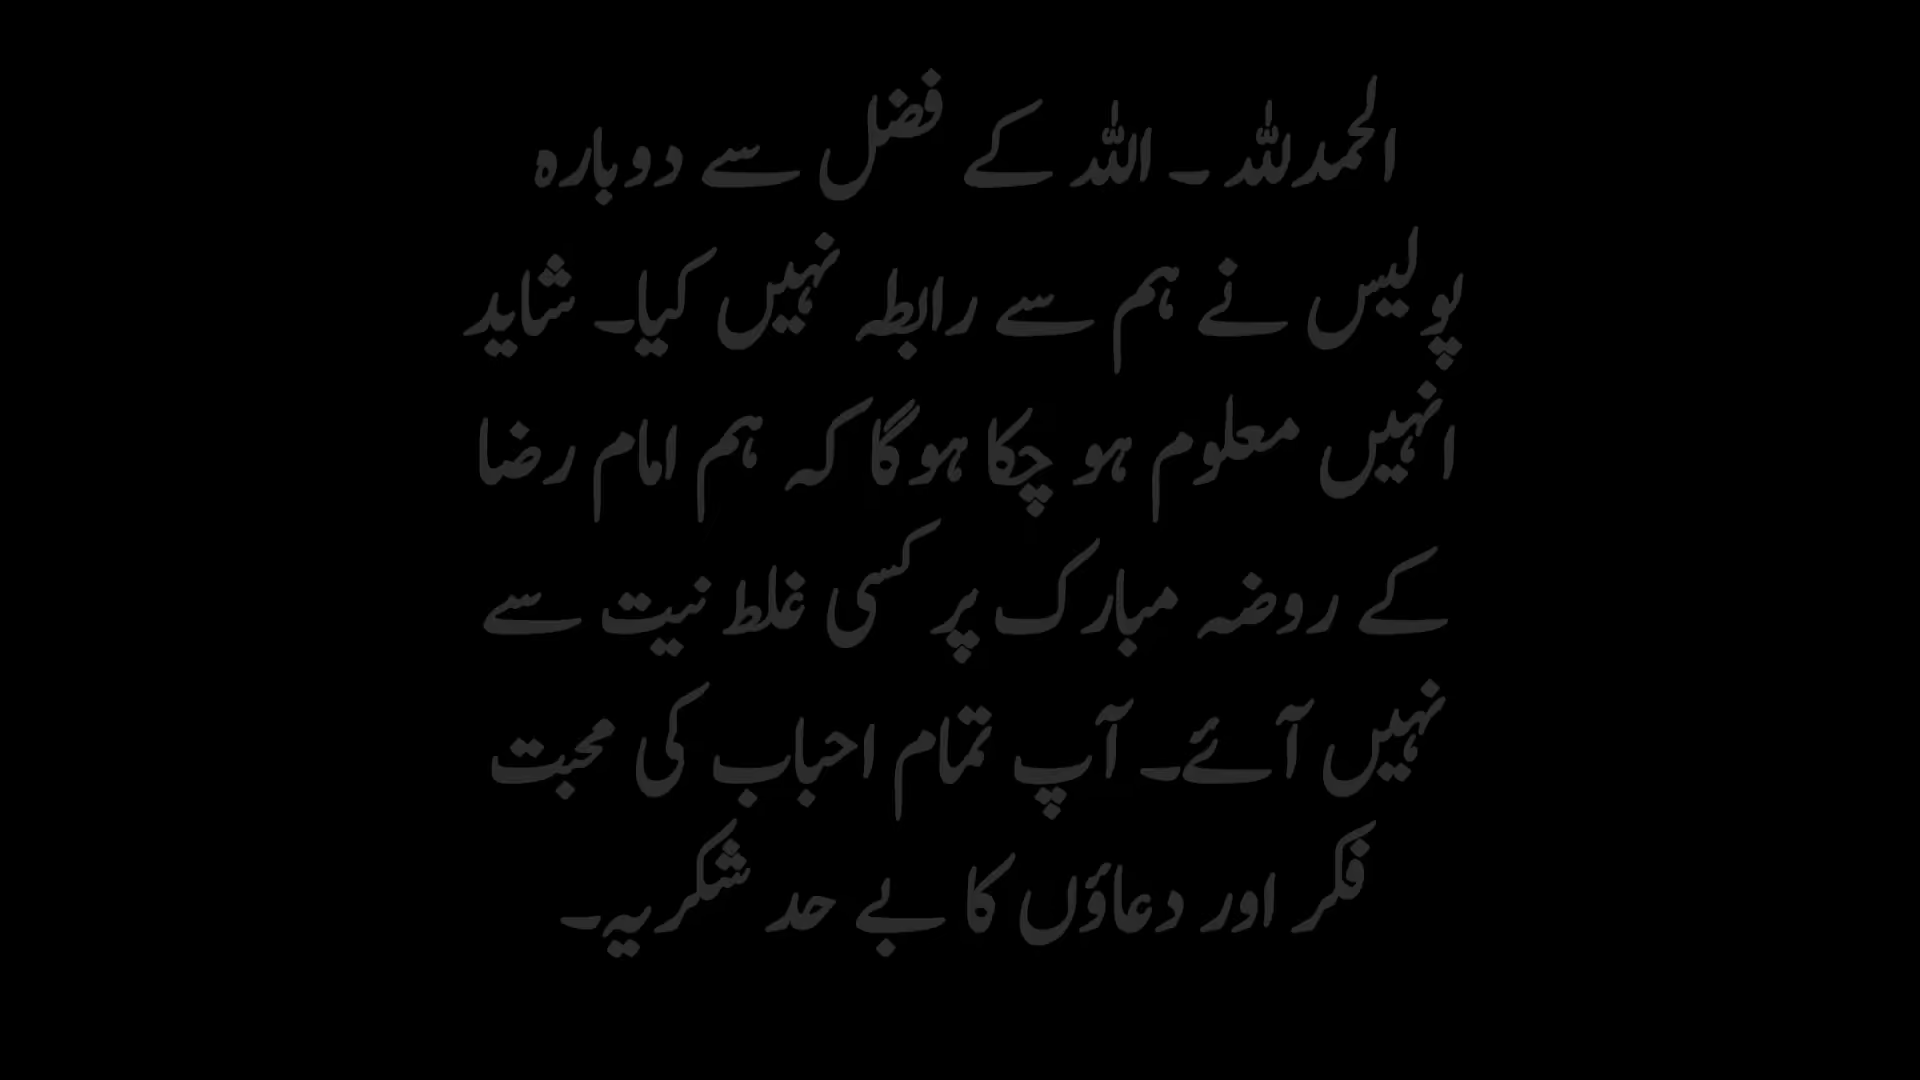 الحمدللہ ۔ اللہ کے فضل سے دوبارہ
پولیس نے ہم سے رابطہ نہیں کیا۔ شاید
انہیں معلوم ہو چکا ہوگا کہ ہم امام رضا
کے روضہ مبارک پر کسی غلط نیت سے
نہیں آئے۔ آپ تمام احباب کی محبت
فکر اور دعاؤں کا بے حد شکریہ۔